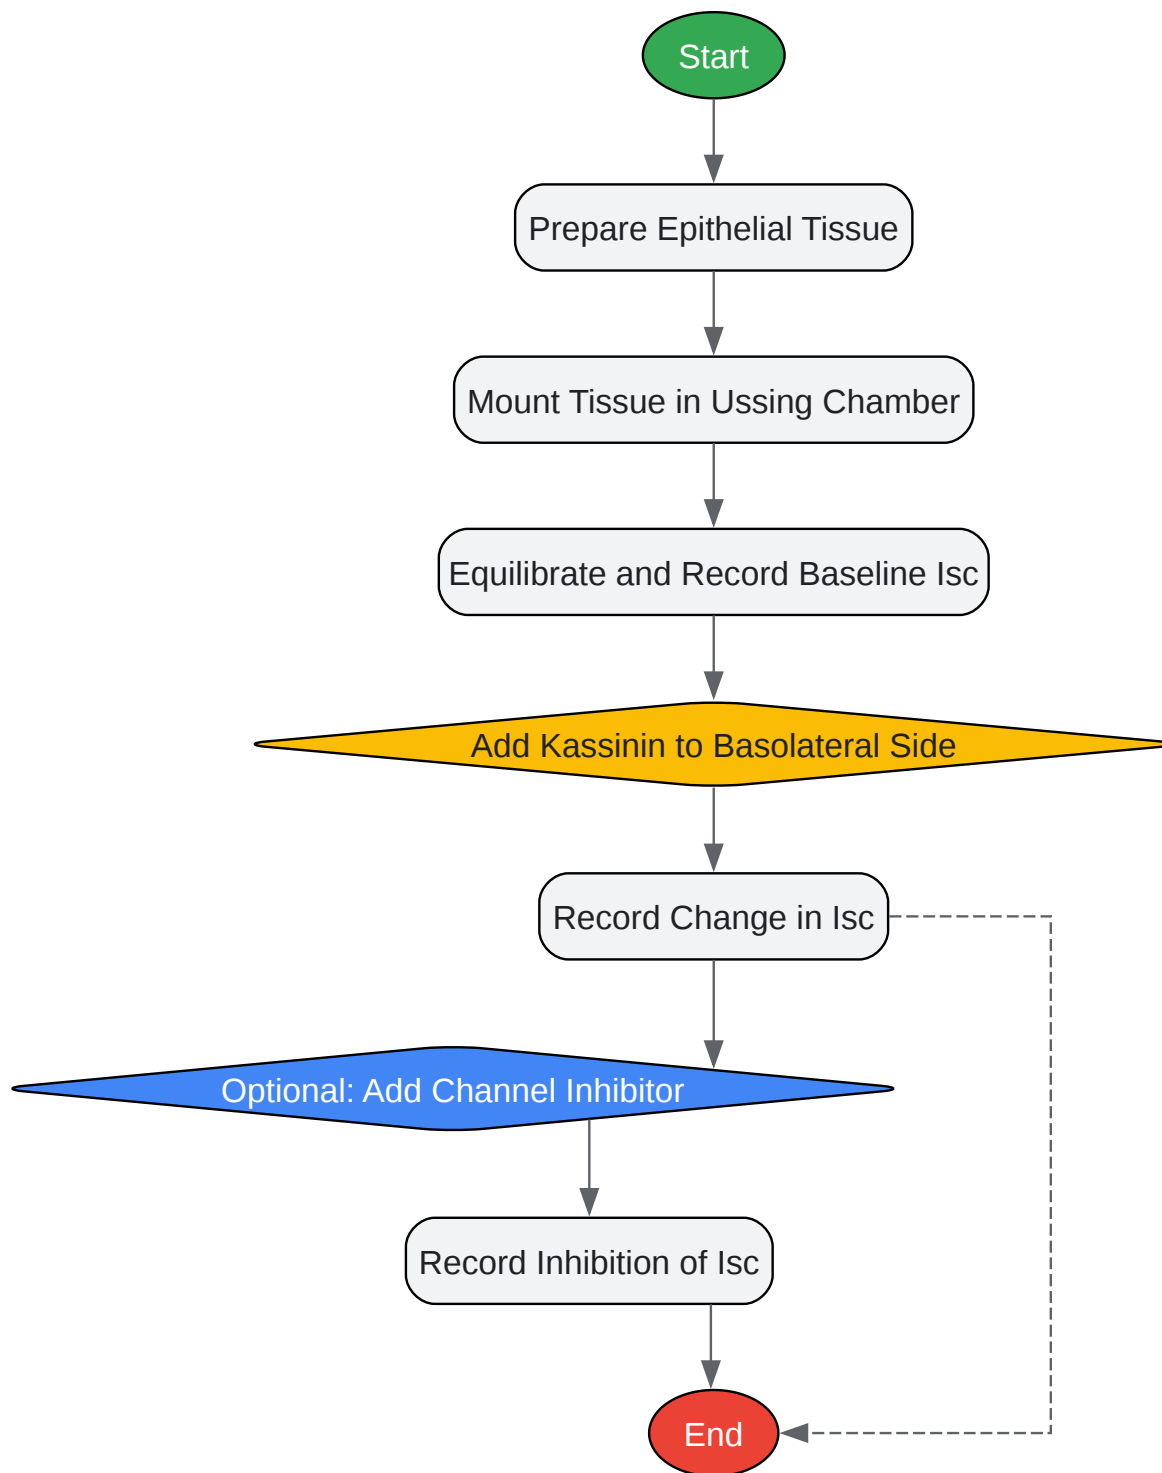 Start
Prepare Epithelial Tissue
Mount Tissue in Ussing Chamber
Equilibrate and Record Baseline Isc
Add Kassinin to Basolateral Side
Record Change in Isc
Optional: Add Channel Inhibitor
Record Inhibition of Isc
End